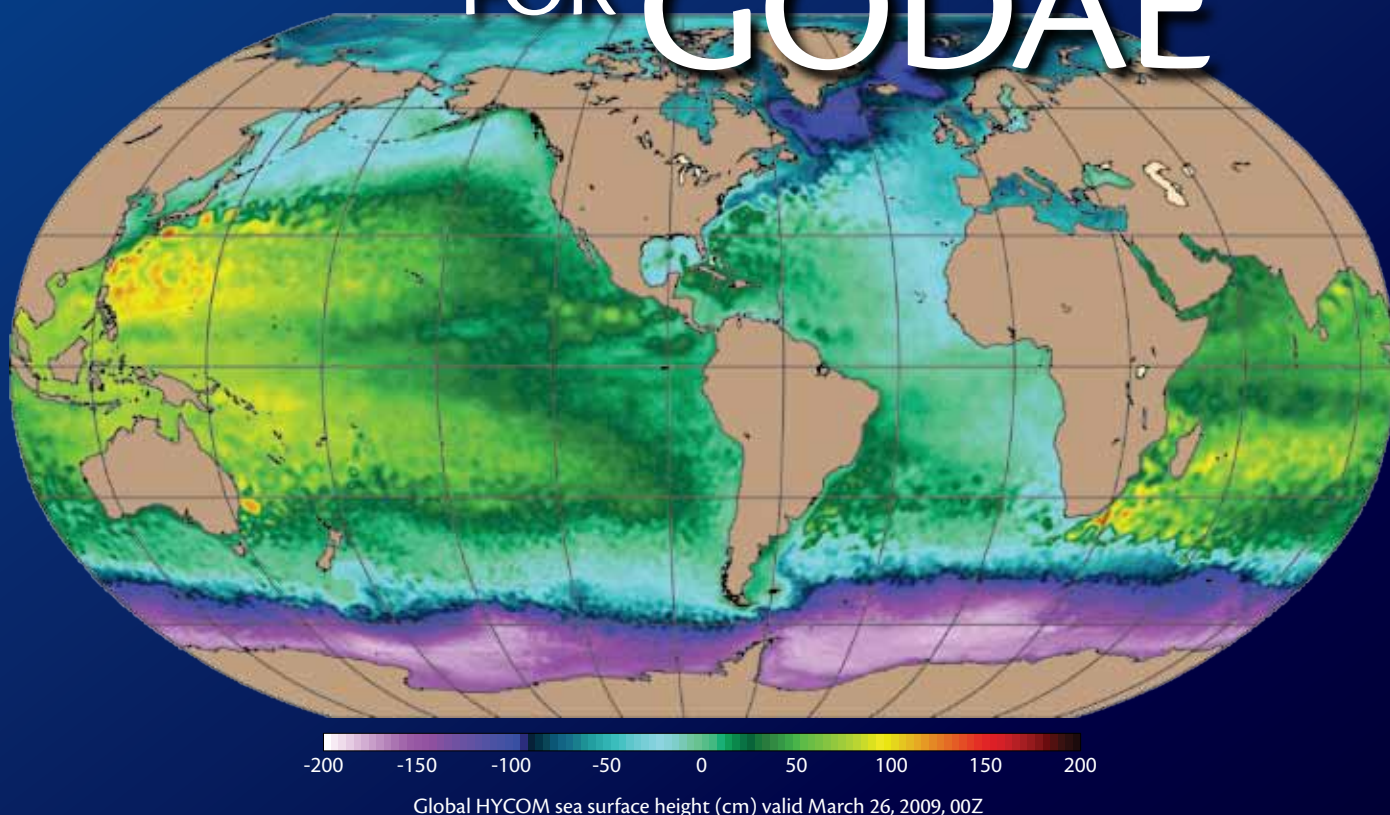 FOR GODAE
-200 -150 -100 -50 0 50 100 150 200
Global HYCOM sea surface height (cm) valid March 26, 2009, 00Z